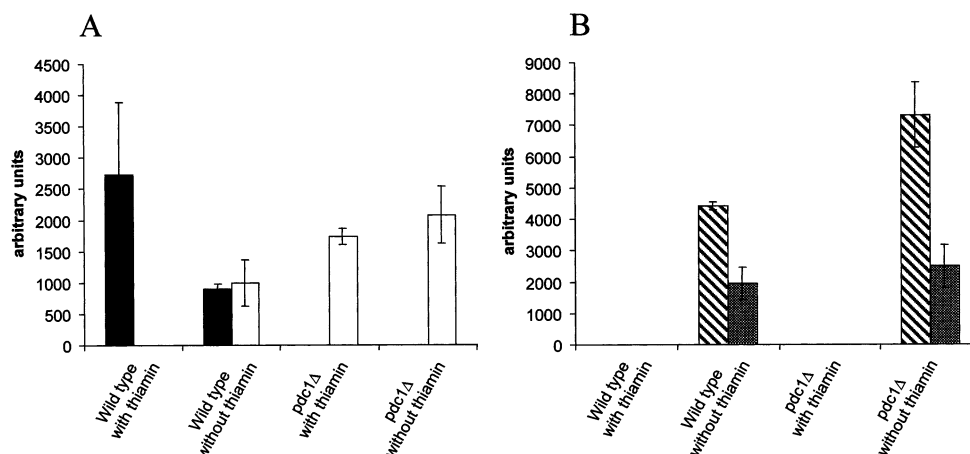 A
4500
4000
3500
3000
2500
2000
1500
1000
500
0
arbitrary units
Wild type
with thiamin
Wild type
without thiamin
pdc1Δ
with thiamin
pdc1Δ
without thiamin
B
9000
8000
7000
6000
5000
4000
3000
2000
1000
0
arbitrary units
Wild type
with thiamin
Wild type
without thiamin
pdc1Δ
with thiamin
pdc1Δ
without thiamin